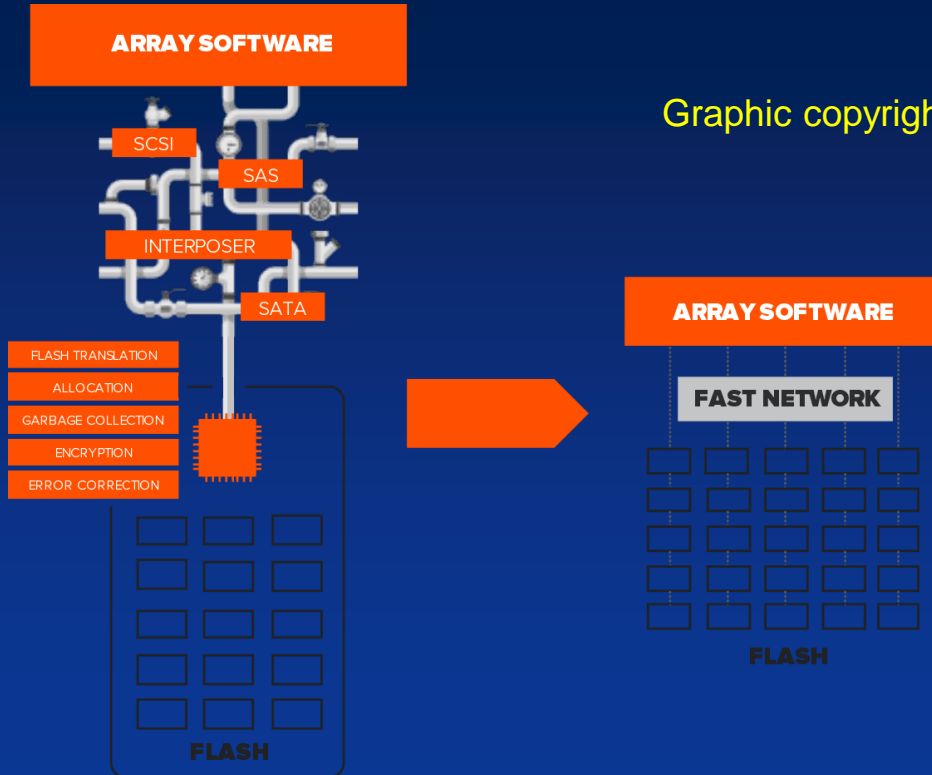 ARRAY SOFTWARE
SCSI
SAS
INTERPOSER
SATA
FLASH TRANSLATION
ALLOCATION
GARBAGE COLLECTION
ENCRYPTION
ERROR CORRECTION
FLASH
Graphic copyrigh
ARRAY SOFTWARE
FAST NETWORK
FLASH